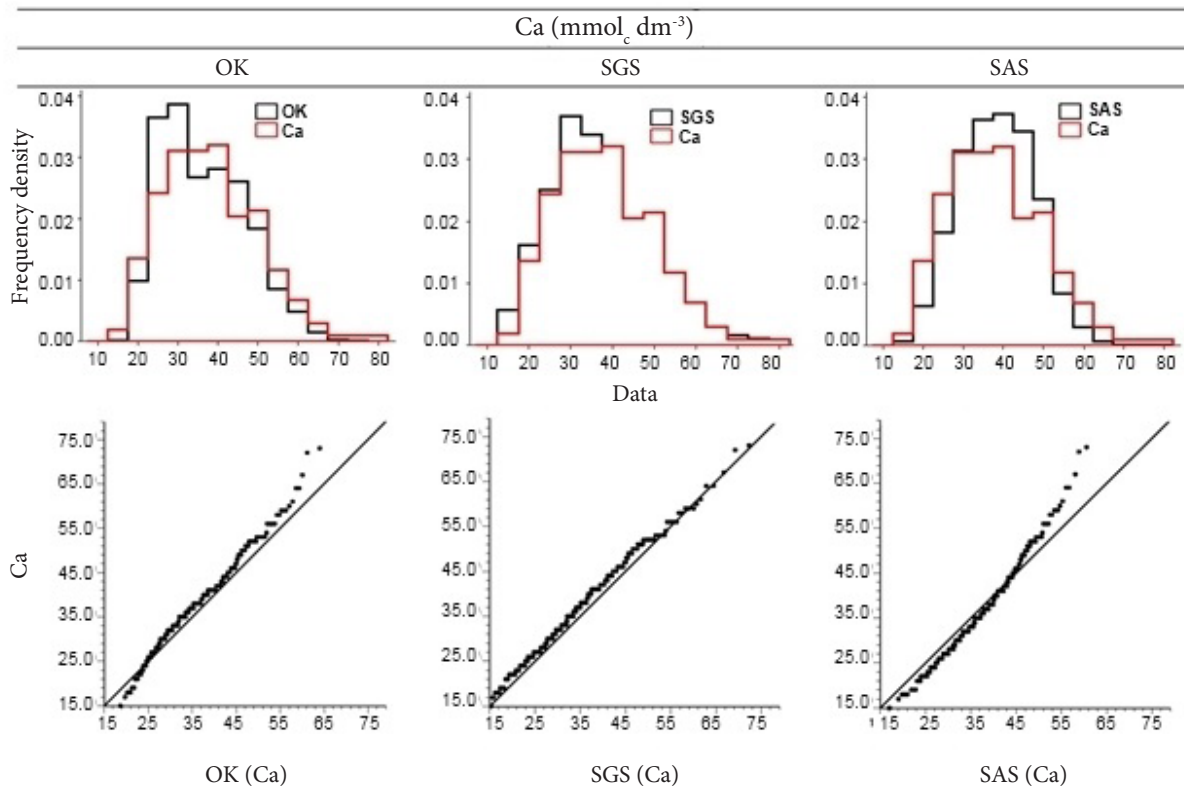 Ca (mmol_c dm^-3)
OK SGS SAS
Frequency density
0.04
0.03
0.02
0.01
0.00
OK
Ca
10 20 30 40 50 60 70 80
0.04
0.03
0.02
0.01
0.00
SGS
Ca
10 20 30 40 50 60 70 80
0.04
0.03
0.02
0.01
0.00
SAS
Ca
10 20 30 40 50 60 70 80
Data
Ca
75.0
65.0
55.0
45.0
35.0
25.0
15.0
15 25 35 45 55 65 75
OK (Ca)
75.0
65.0
55.0
45.0
35.0
25.0
15.0
15 25 35 45 55 65 75
SGS (Ca)
75.0
65.0
55.0
45.0
35.0
25.0
15.0
15 25 35 45 55 65 75
SAS (Ca)